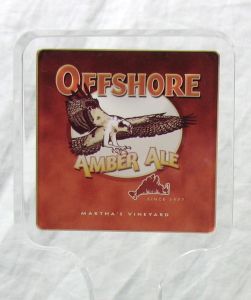 OFFSHORE
AMBER ALE
SINCE 1997
MARTHA'S VINEYARD